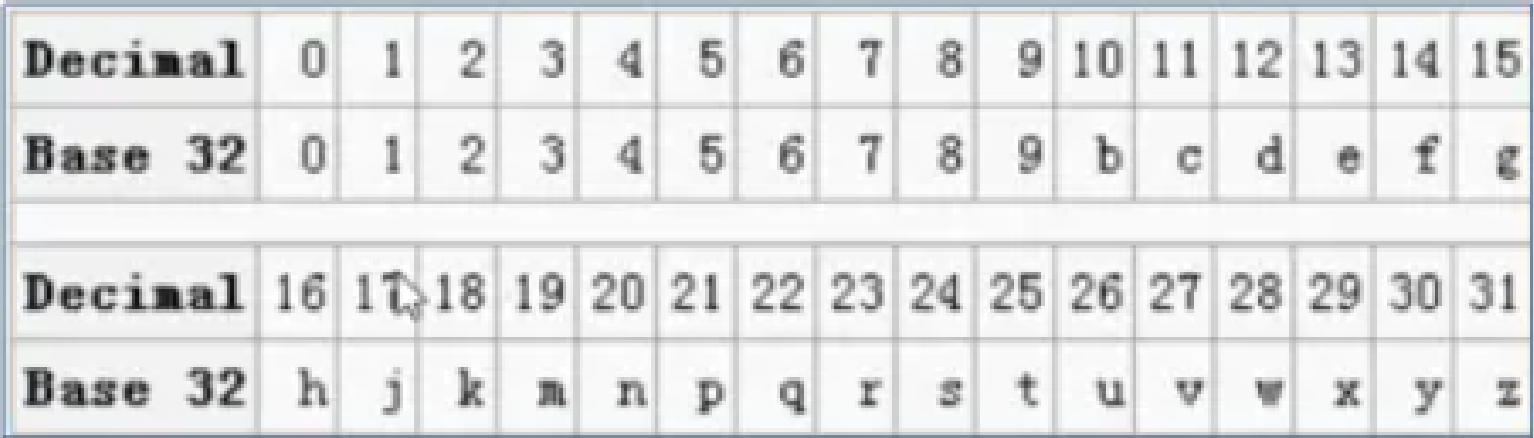 Decimal 0 1 2 3 4 5 6 7 8 9 10 11 12 13 14 15
Base 32 0 1 2 3 4 5 6 7 8 9 b c d e f g
Decimal 16 17 18 19 20 21 22 23 24 25 26 27 28 29 30 31
Base 32 h j k m n p q r s t u v w x y z